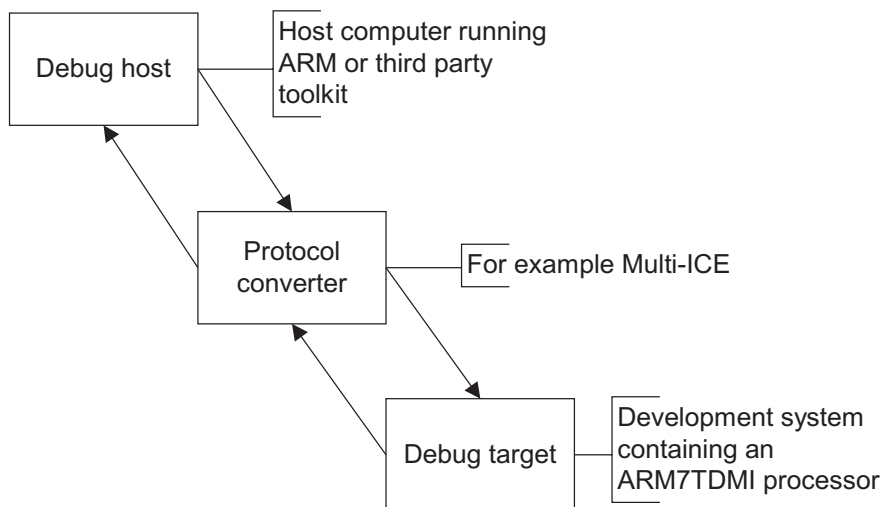 Debug host
Host computer running
ARM or third party
toolkit
Protocol
converter
For example Multi-ICE
Debug target
Development system
containing an
ARM7TDMI processor